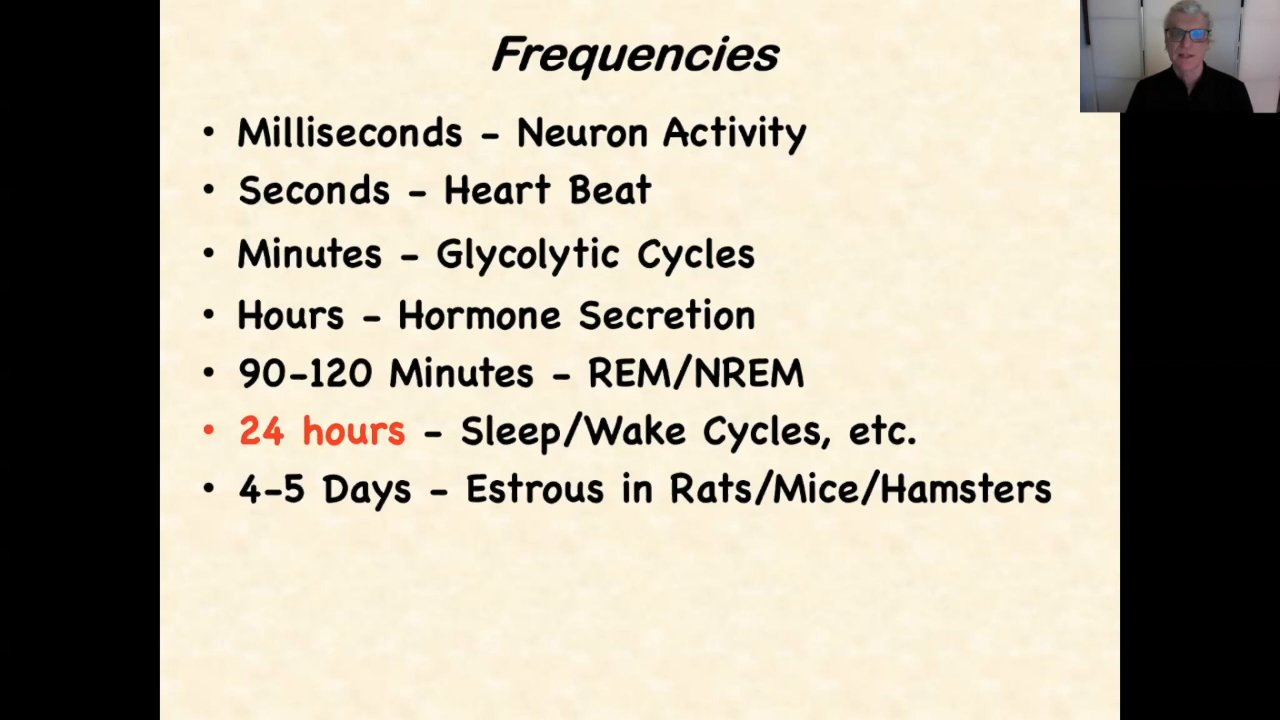 Frequencies
• Milliseconds - Neuron Activity
• Seconds - Heart Beat
• Minutes - Glycolytic Cycles
• Hours - Hormone Secretion
• 90-120 Minutes - REM/NREM
• 24 hours - Sleep/Wake Cycles, etc.
• 4-5 Days - Estrous in Rats/Mice/Hamsters